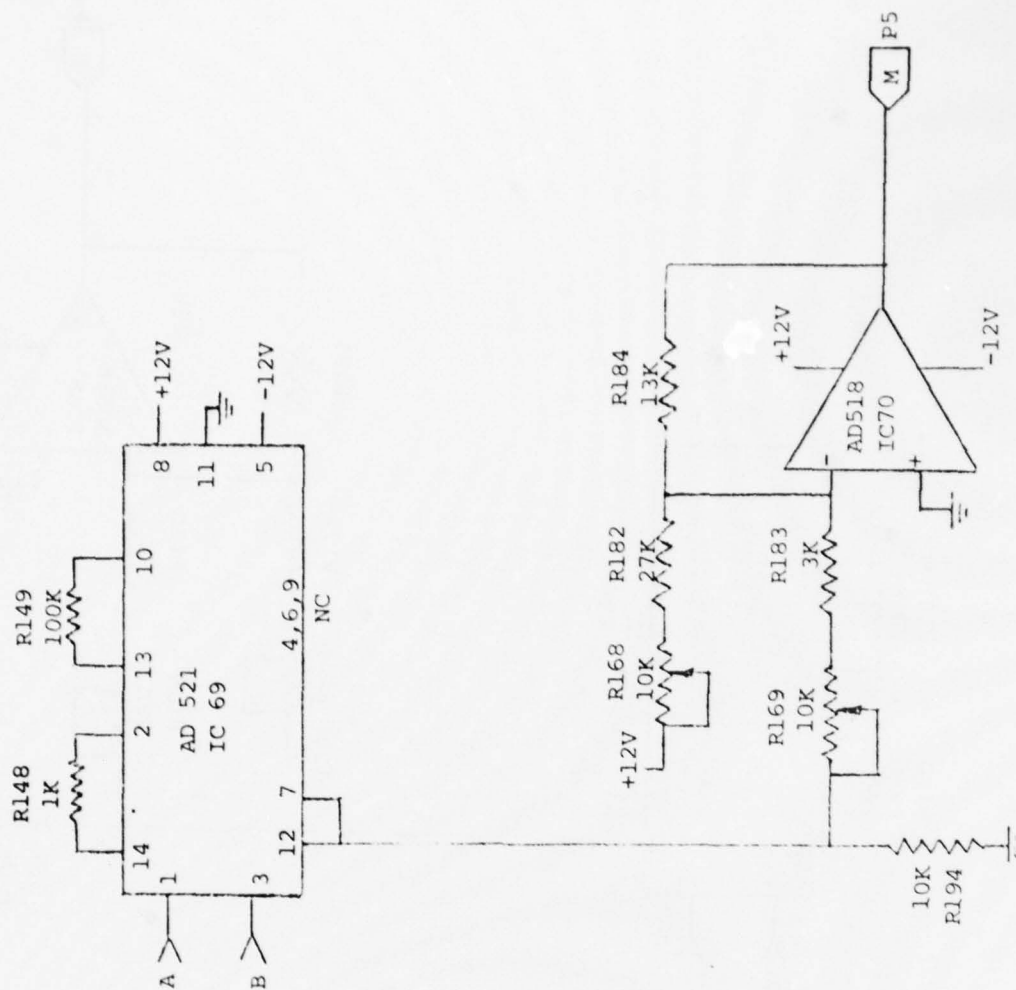 R148
1K
R149
100K
14
2
13
10
A
1
B
3
AD 521
IC 69
8
+12V
11
5
-12V
12
7
4,6,9
NC
+12V
R168
10K
R182
27K
R184
13K
R169
10K
R183
3K
10K
R194
-
+
AD518
IC70
+12V
-12V
M
P5